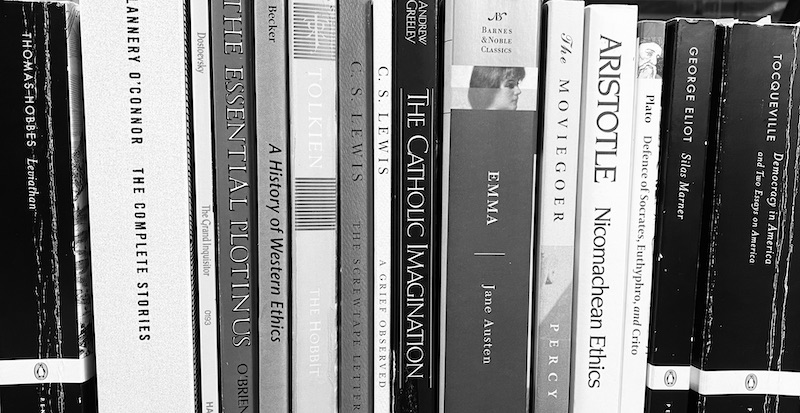 THOMAS HOBBES Leviathan
FLANNERY O'CONNOR THE COMPLETE STORIES
Dostoevsky The Grand Inquisitor 0193
THE ESSENTIAL PLOTINUS O'BRIEN
Becker A History of Western Ethics
TOLKIEN THE HOBBIT
C. S. LEWIS THE SCREWTAPE LETTER
C. S. LEWIS A GRIEF OBSERVED
ANDREW
GREELEY
THE CATHOLIC IMAGINATION
BARNES
& NOBLE
CLASSICS
EMMA
Jane Austen
The MOVIEGOER PERCY
ARISTOTLE Nicomachean Ethics
Plato Defence of Socrates, Euthyphro, and Crito
GEORGE ELIOT Silas Marner
TOCQUEVILLE Democracy in America
and Two Essays on America